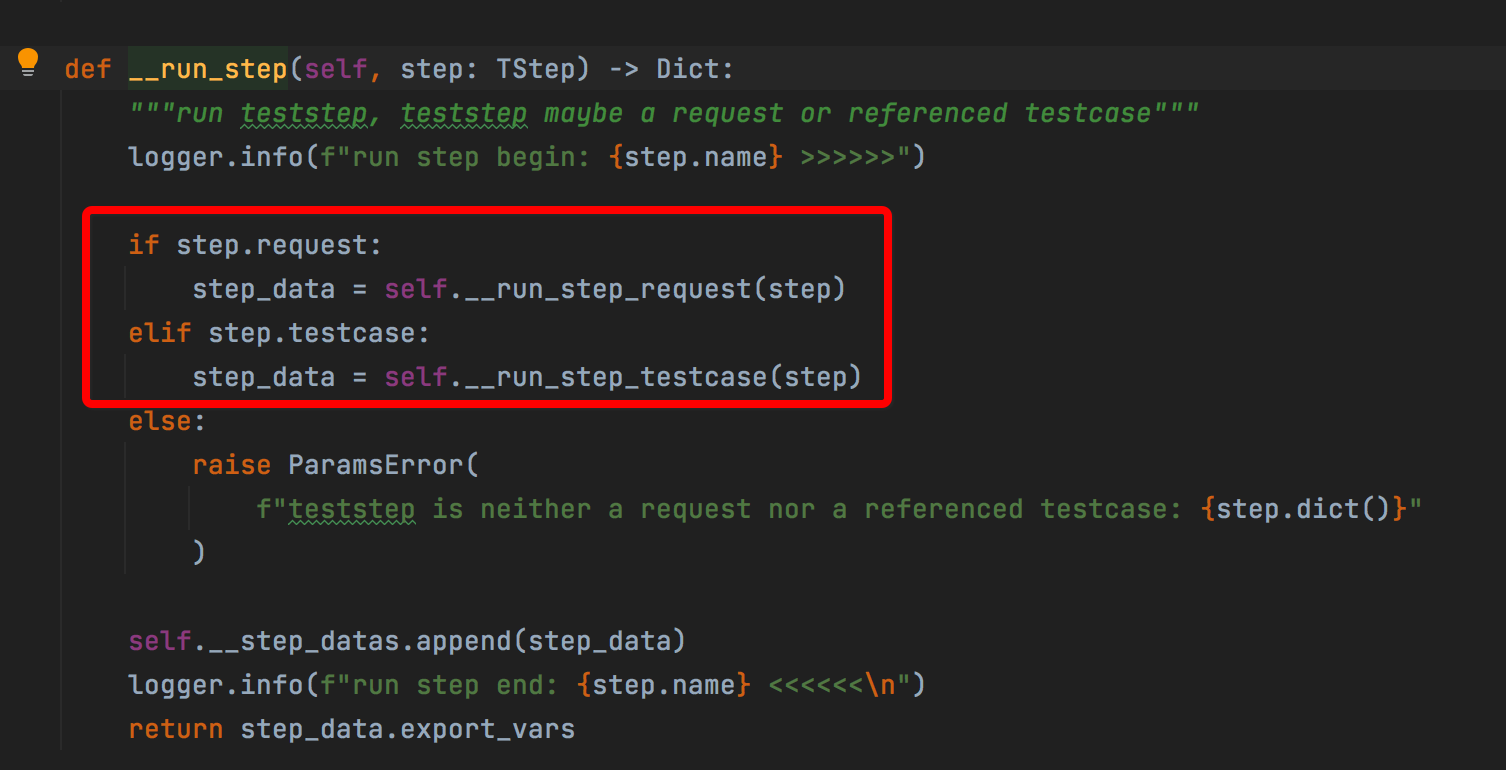 def __run_step(self, step: TStep) -> Dict:
"""run teststep, teststep maybe a request or referenced testcase"""
logger.info(f"run step begin: {step.name} >>>>>>")
if step.request:
step_data = self.__run_step_request(step)
elif step.testcase:
step_data = self.__run_step_testcase(step)
else:
raise ParamsError(
f"teststep is neither a request nor a referenced testcase: {step.dict()}"
)
self.__step_datas.append(step_data)
logger.info(f"run step end: {step.name} <<<<<<\n")
return step_data.export_vars